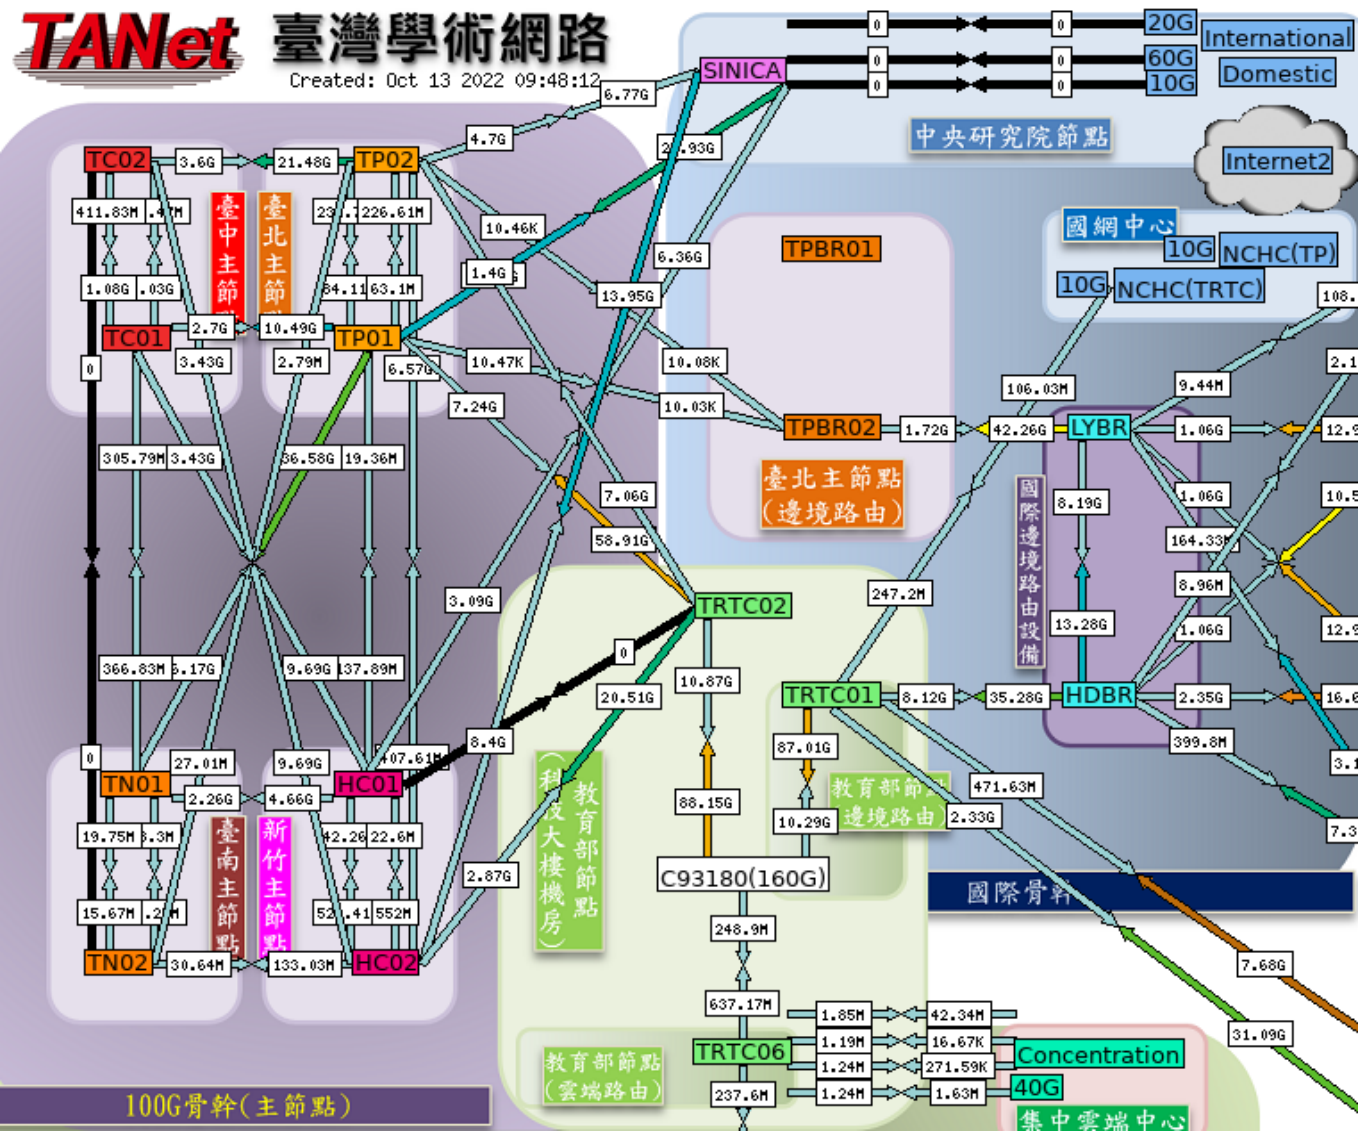 TANet 臺灣學術網路
Created: Oct 13 2022 09:48:12
SINICA
0
0
20G
International
0
0
60G
Domestic
0
0
10G
中央研究院節點
Internet2
6.77G
4.7G
TC02
3.6G
21.48G
TP02
411.83M
226.61M
臺中主節
臺北主節
10.46K
1.4G
6.36G
13.95G
TPBR01
國網中心
10G
NCHC(TP)
10G
NCHC(TRTC)
1.08G
63.1M
TC01
2.7G
10.49G
TP01
0
3.43G
2.79M
6.57G
10.47K
10.08K
7.24G
10.03K
106.03M
9.44M
TPBR02
1.72G
42.26G
LYBR
1.06G
305.79M
3.43G
36.58G
19.36M
臺北主節點
(邊境路由)
國際邊境路由設備
7.06G
58.91G
8.19G
1.06G
164.33M
8.96M
3.09G
247.2M
13.28G
1.06G
TRTC02
0
366.83M
9.69G
137.89M
20.51G
10.87G
TRTC01
8.12G
35.28G
HDBR
2.35G
399.8M
0
27.01M
9.69G
407.61M
8.4G
87.01G
TN01
2.26G
4.66G
HC01
471.63M
2.33G
教育部節點
(科技大樓機房)
88.15G
10.29G
教育部節點
邊境路由)
19.75M
臺南主節點
新竹主節點
22.6M
2.87G
C93180(160G)
國際骨幹
15.67M
552M
248.9M
TN02
30.64M
133.03M
HC02
7.68G
637.17M
1.85M
42.34M
31.09G
TRTC06
1.19M
16.67K
Concentration
教育部節點
(雲端路由)
1.24M
271.59K
237.6M
1.24M
1.63M
40G
100G骨幹(主節點)
集中雲端中心